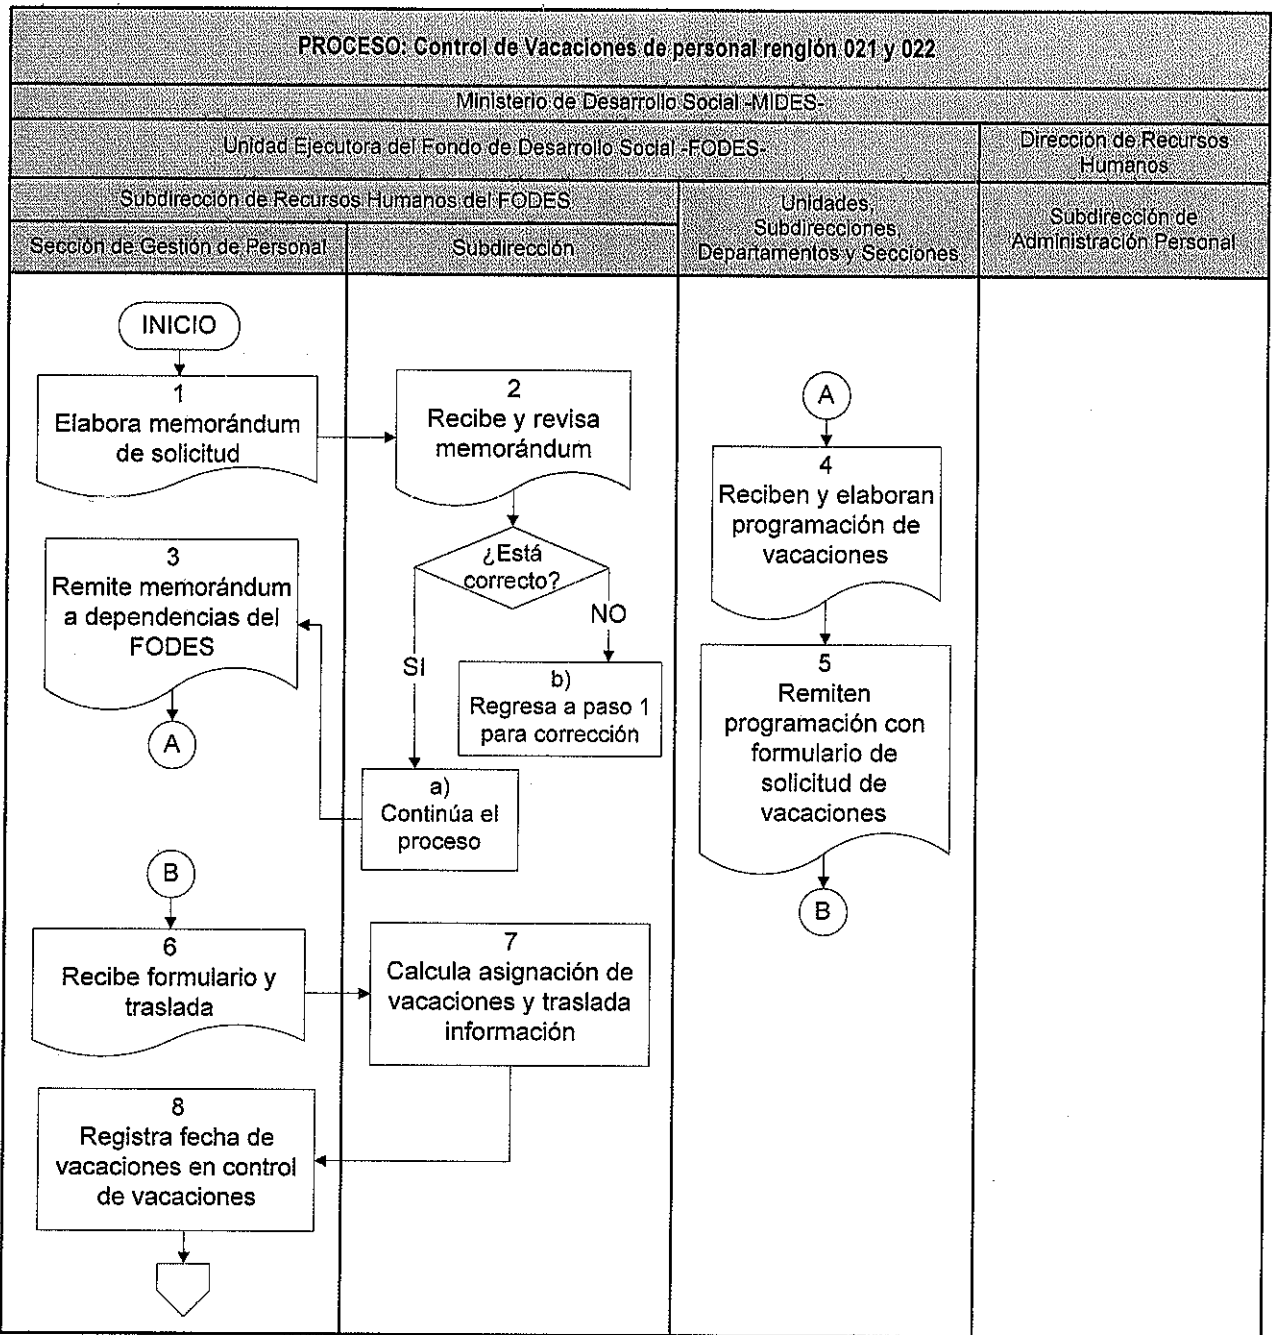 PROCESO: Control de Vacaciones de personal renglón 021 y 022
Ministerio de Desarrollo Social -MIDES-
Unidad Ejecutora del Fondo de Desarrollo Social -FODES-
Dirección de Recursos
Humanos
Subdirección de Recursos Humanos del FODES
Unidades,
Subdirecciones,
Departamentos y Secciones
Subdirección de
Administración Personal
Sección de Gestión de Personal
Subdirección
INICIO
1
Elabora memorándum
de solicitud
2
Recibe y revisa
memorándum
¿Está
correcto?
NO
SI
b)
Regresa a paso 1
para corrección
a)
Continúa el
proceso
3
Remite memorándum
a dependencias del
FODES
A
A
4
Reciben y elaboran
programación de
vacaciones
5
Remiten
programación con
formulario de
solicitud de
vacaciones
B
B
6
Recibe formulario y
traslada
7
Calcula asignación de
vacaciones y traslada
información
8
Registra fecha de
vacaciones en control
de vacaciones